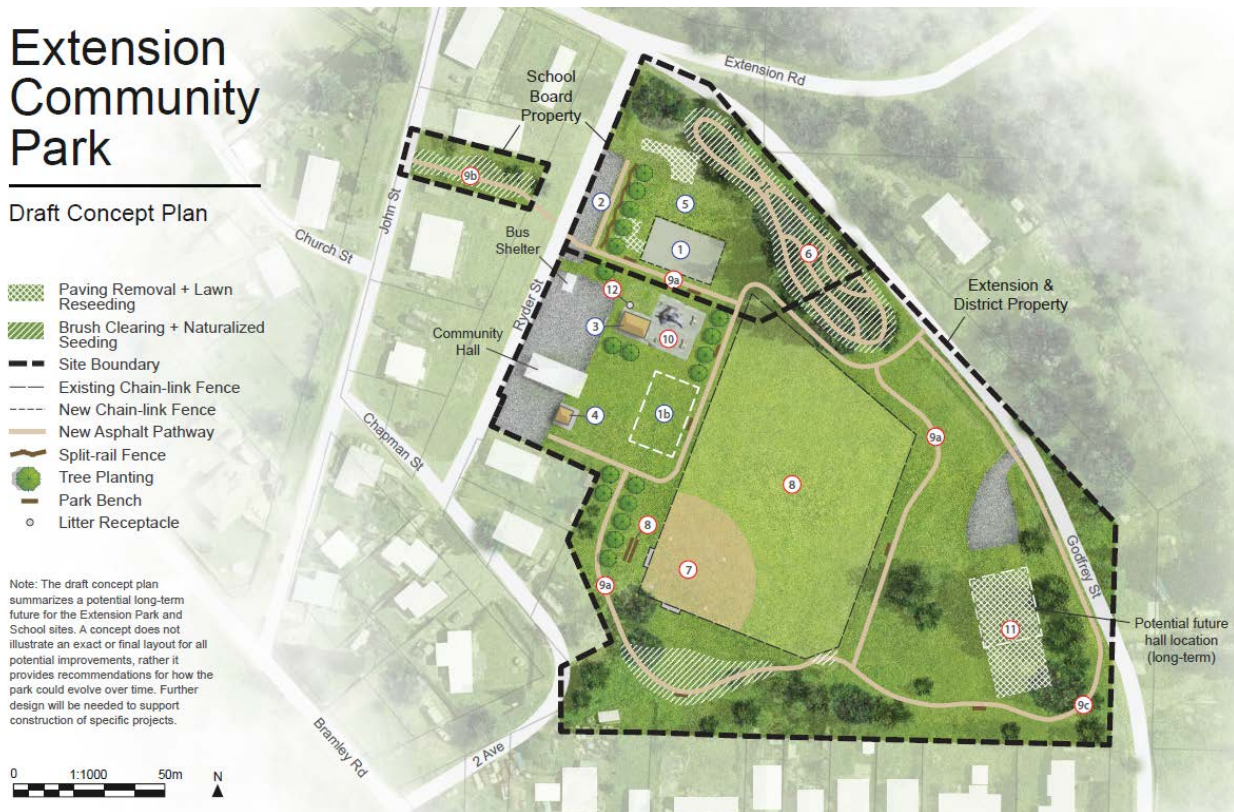 Extension
Community
Park
Draft Concept Plan
Paving Removal + Lawn
Reseeding
Brush Clearing + Naturalized
Seeding
Site Boundary
Existing Chain-link Fence
New Chain-link Fence
New Asphalt Pathway
Split-rail Fence
Tree Planting
Park Bench
Litter Receptacle
Note: The draft concept plan
summarizes a potential long-term
future for the Extension Park and
School sites. A concept does not
illustrate an exact or final layout for all
potential improvements, rather it
provides recommendations for how the
park could evolve over time. Further
design will be needed to support
construction of specific projects.
0 1:1000 50m N
School
Board
Property
Extension Rd
9b
2
5
1
6
John St
Church St
Bus
Shelter
Ryder St
9a
12
3
10
Extension &
District Property
Community
Hall
4
1b
Chapman St
9a
8
8
7
9a
Godfrey St
11
Potential future
hall location
(long-term)
9c
Bramley Rd
2 Ave